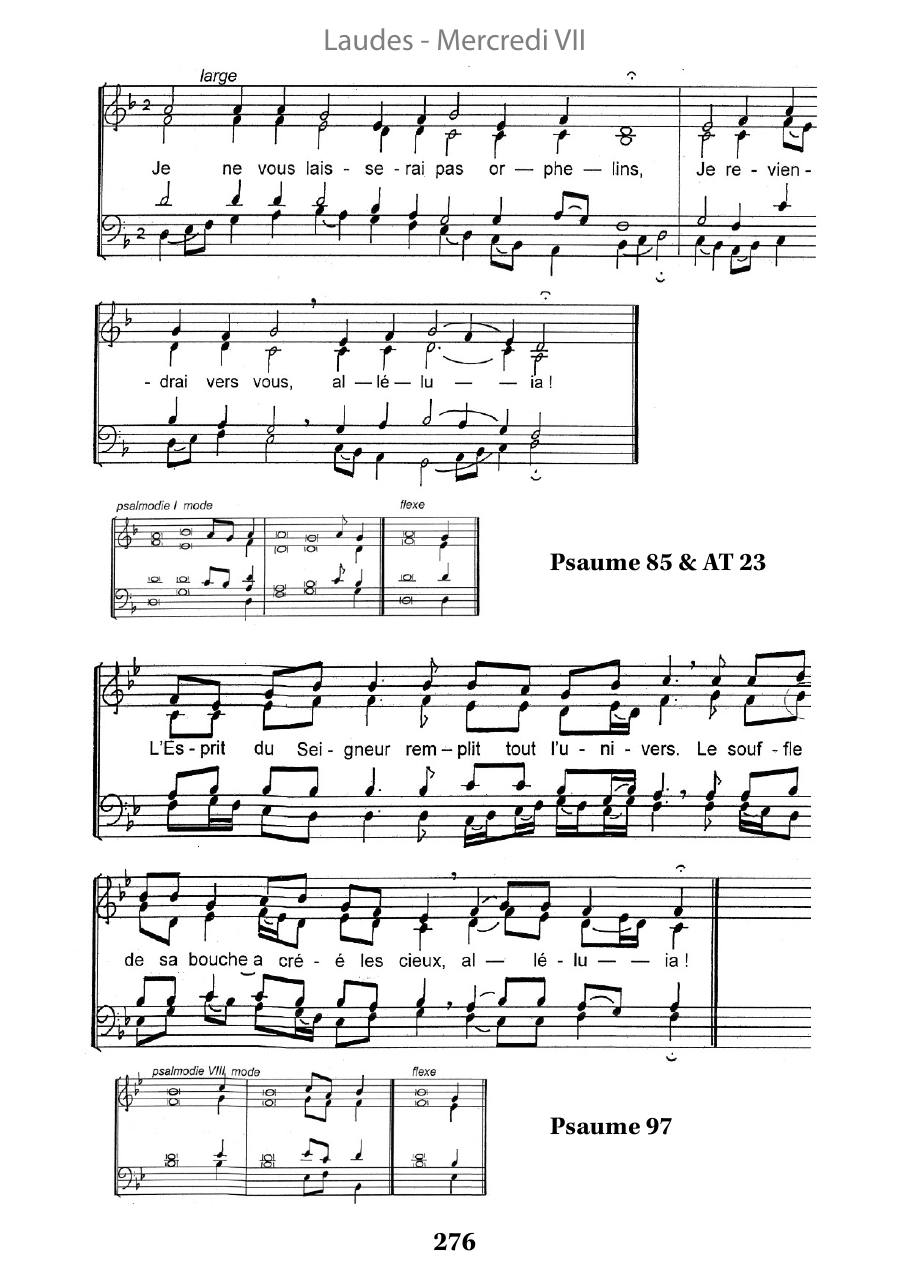 Laudes - Mercredi VII
large
2
Je ne vous lais - se - rai pas or — phe — lins, Je re - vien -
2
- drai vers vous, al — lé — lu — — ia !
psalmodie I mode flexe
Psaume 85 & AT 23
L'Es - prit du Sei - gneur rem - plit tout l'u - ni - vers. Le souf - fle
de sa bouche a cré - é les cieux, al — lé - lu — — ia !
psalmodie VIII mode flexe
Psaume 97
276